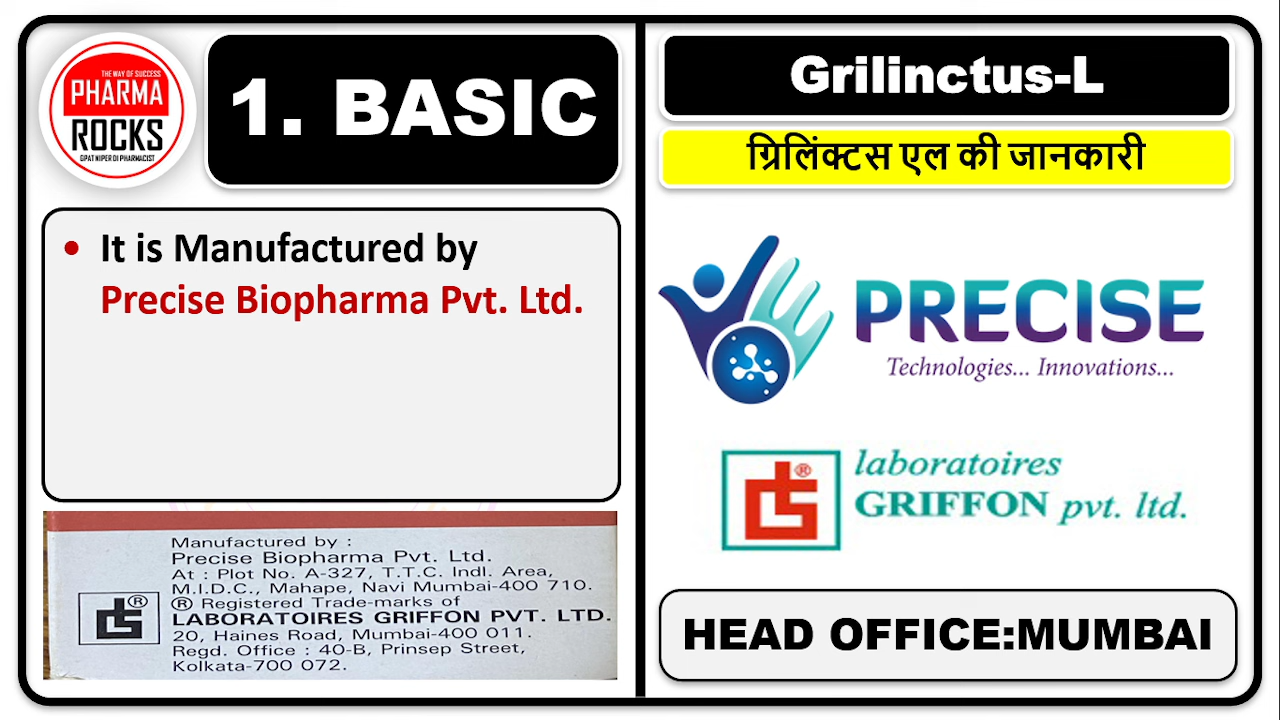 THE WAY OF SUCCESS
PHARMA
ROCKS
GPAT NIPER DI PHARMACIST
1. BASIC
• It is Manufactured by
Precise Biopharma Pvt. Ltd.
Manufactured by :
Precise Biopharma Pvt. Ltd.
At : Plot No. A-327, T.T.C. Indl. Area,
M.I.D.C., Mahape, Navi Mumbai-400 710.
® Registered Trade-marks of
LABORATOIRES GRIFFON PVT. LTD.
20, Haines Road, Mumbai-400 011.
Regd. Office : 40-B, Prinsep Street,
Kolkata-700 072.
®
Grilinctus-L
ग्रिलिंक्टस एल की जानकारी
PRECISE
Technologies... Innovations...
®
laboratoires
GRIFFON pvt. ltd.
HEAD OFFICE:MUMBAI